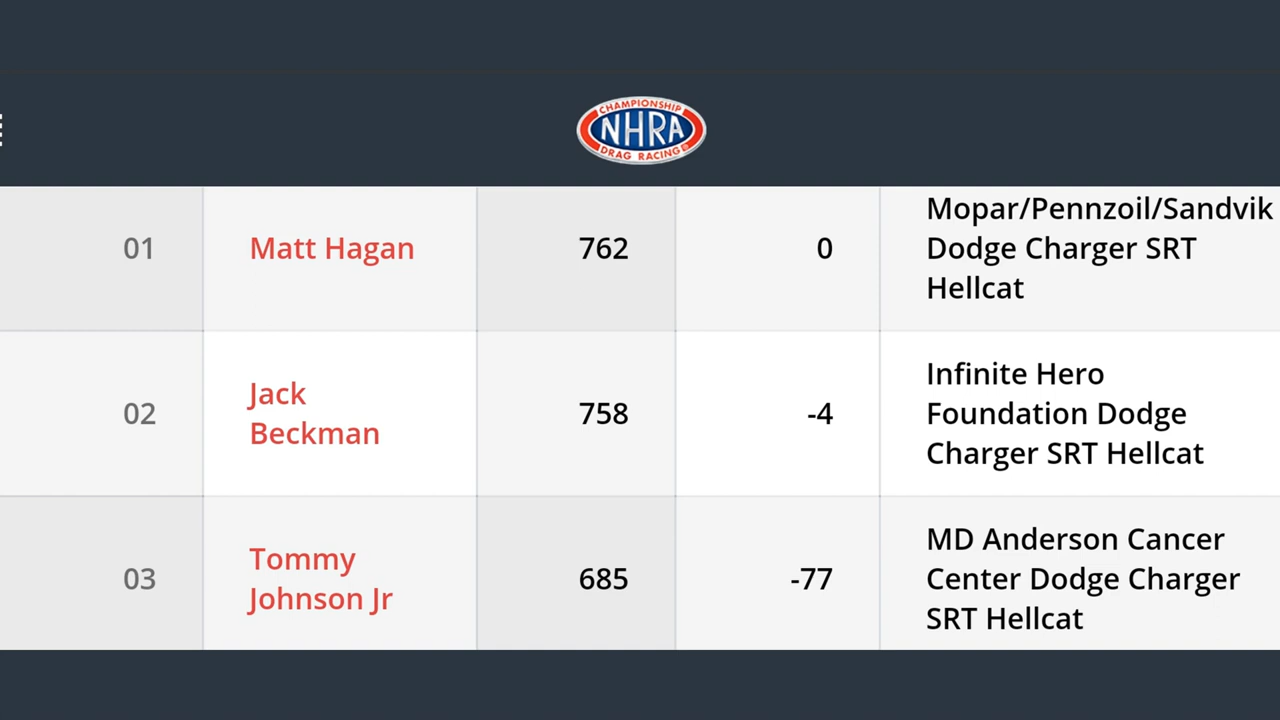 CHAMPIONSHIP
NHRA
DRAG RACING
01
Matt Hagan
762
0
Mopar/Pennzoil/Sandvik
Dodge Charger SRT
Hellcat
02
Jack
Beckman
758
-4
Infinite Hero
Foundation Dodge
Charger SRT Hellcat
03
Tommy
Johnson Jr
685
-77
MD Anderson Cancer
Center Dodge Charger
SRT Hellcat